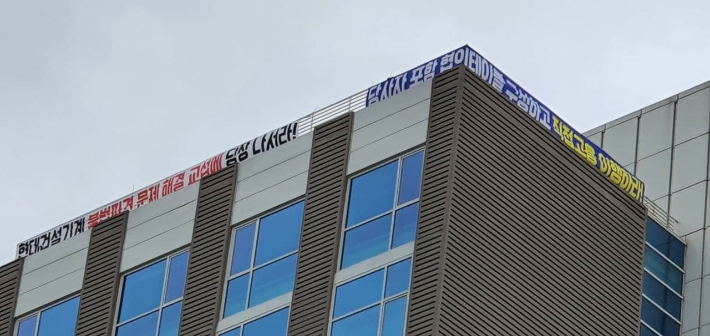 현대건설기계 불법파견 문제 해결 교섭에 당장 나서라!
당사자 포함 협의테이블 구성하고 직접고용 이행하라!